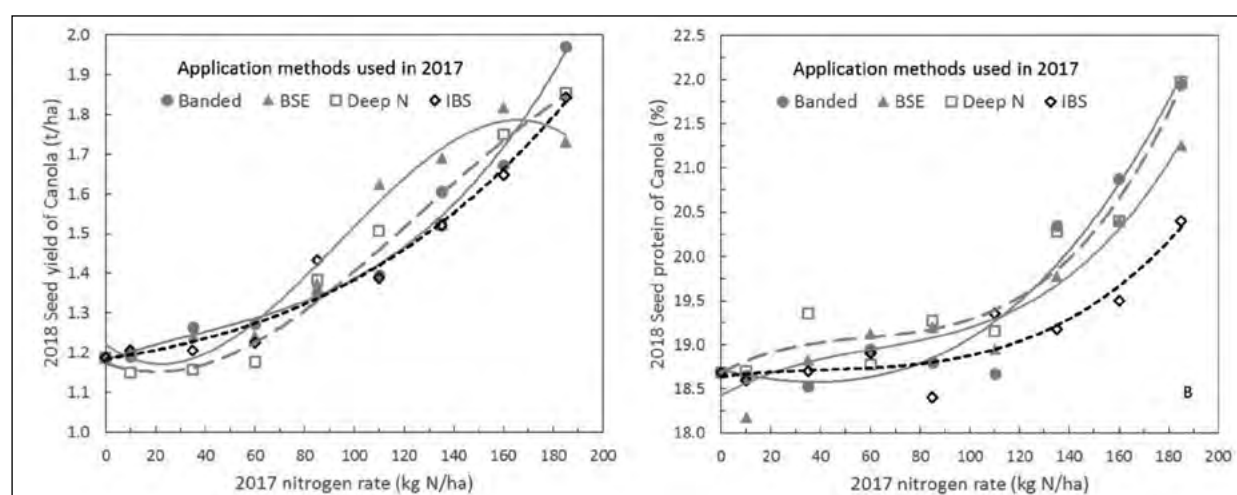 Application methods used in 2017
Banded BSE Deep N IBS
2018 Seed yield of Canola (t/ha)
2.0
1.9
1.8
1.7
1.6
1.5
1.4
1.3
1.2
1.1
1.0
0 20 40 60 80 100 120 140 160 180 200
2017 nitrogen rate (kg N/ha)
Application methods used in 2017
Banded BSE Deep N IBS
2018 Seed protein of Canola (%)
22.5
22.0
21.5
21.0
20.5
20.0
19.5
19.0
18.5
18.0
B
0 20 40 60 80 100 120 140 160 180 200
2017 nitrogen rate (kg N/ha)